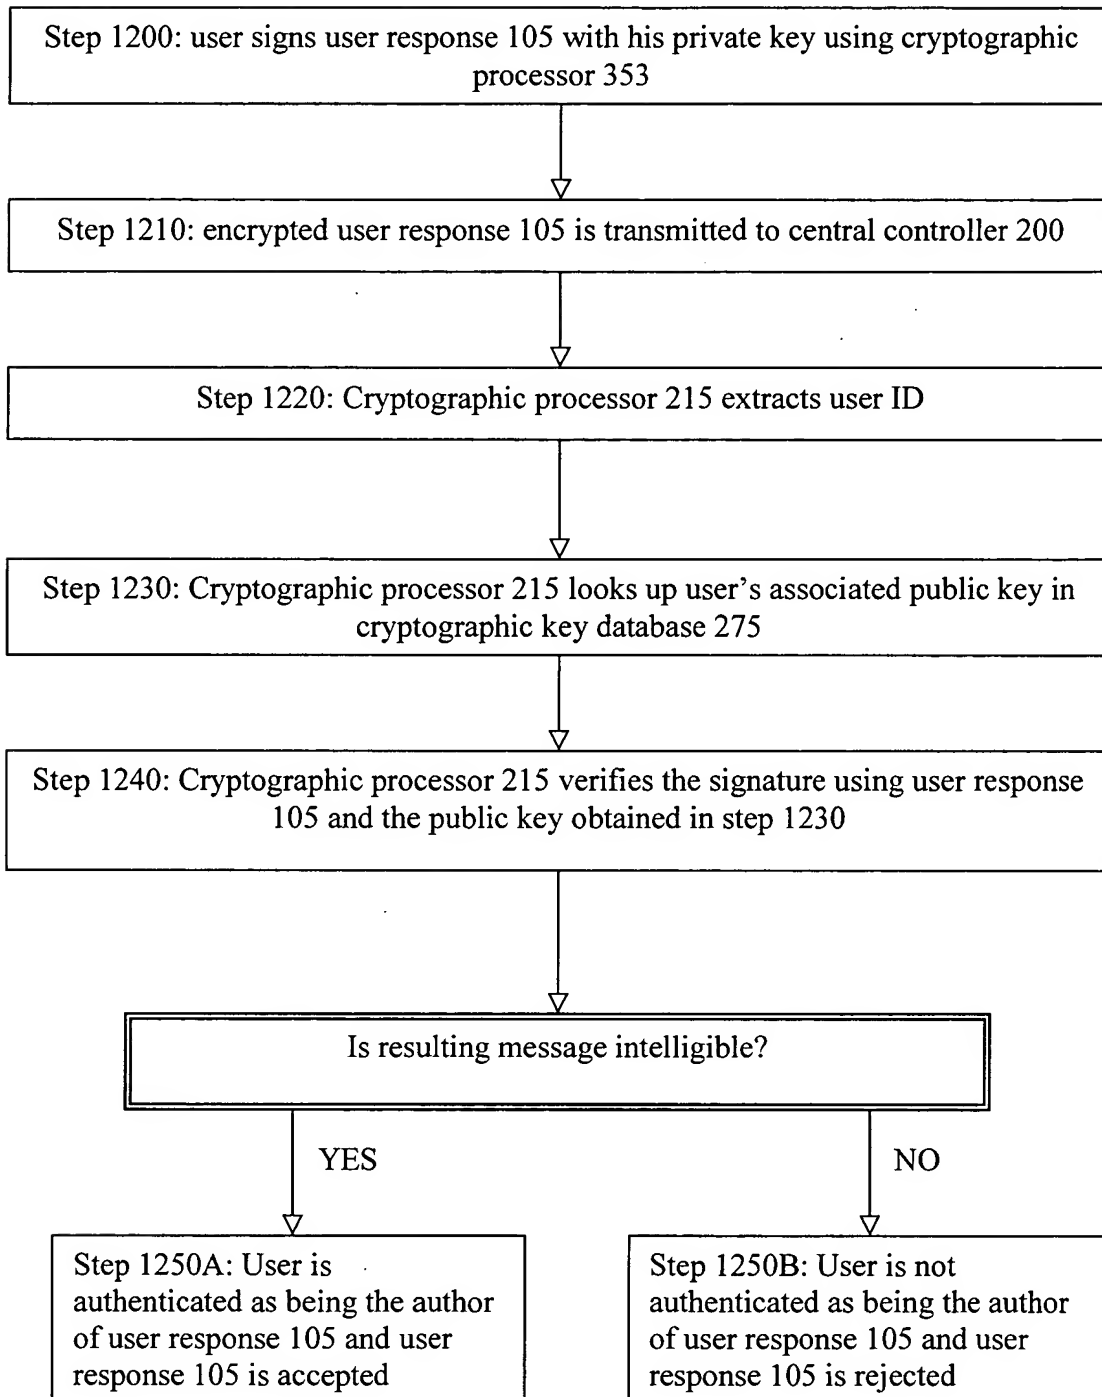 Step 1200: user signs user response 105 with his private key using cryptographic
processor 353
Step 1210: encrypted user response 105 is transmitted to central controller 200
Step 1220: Cryptographic processor 215 extracts user ID
Step 1230: Cryptographic processor 215 looks up user's associated public key in
cryptographic key database 275
Step 1240: Cryptographic processor 215 verifies the signature using user response
105 and the public key obtained in step 1230
Is resulting message intelligible?
YES
NO
Step 1250A: User is
authenticated as being the author
of user response 105 and user
response 105 is accepted
Step 1250B: User is not
authenticated as being the author
of user response 105 and user
response 105 is rejected